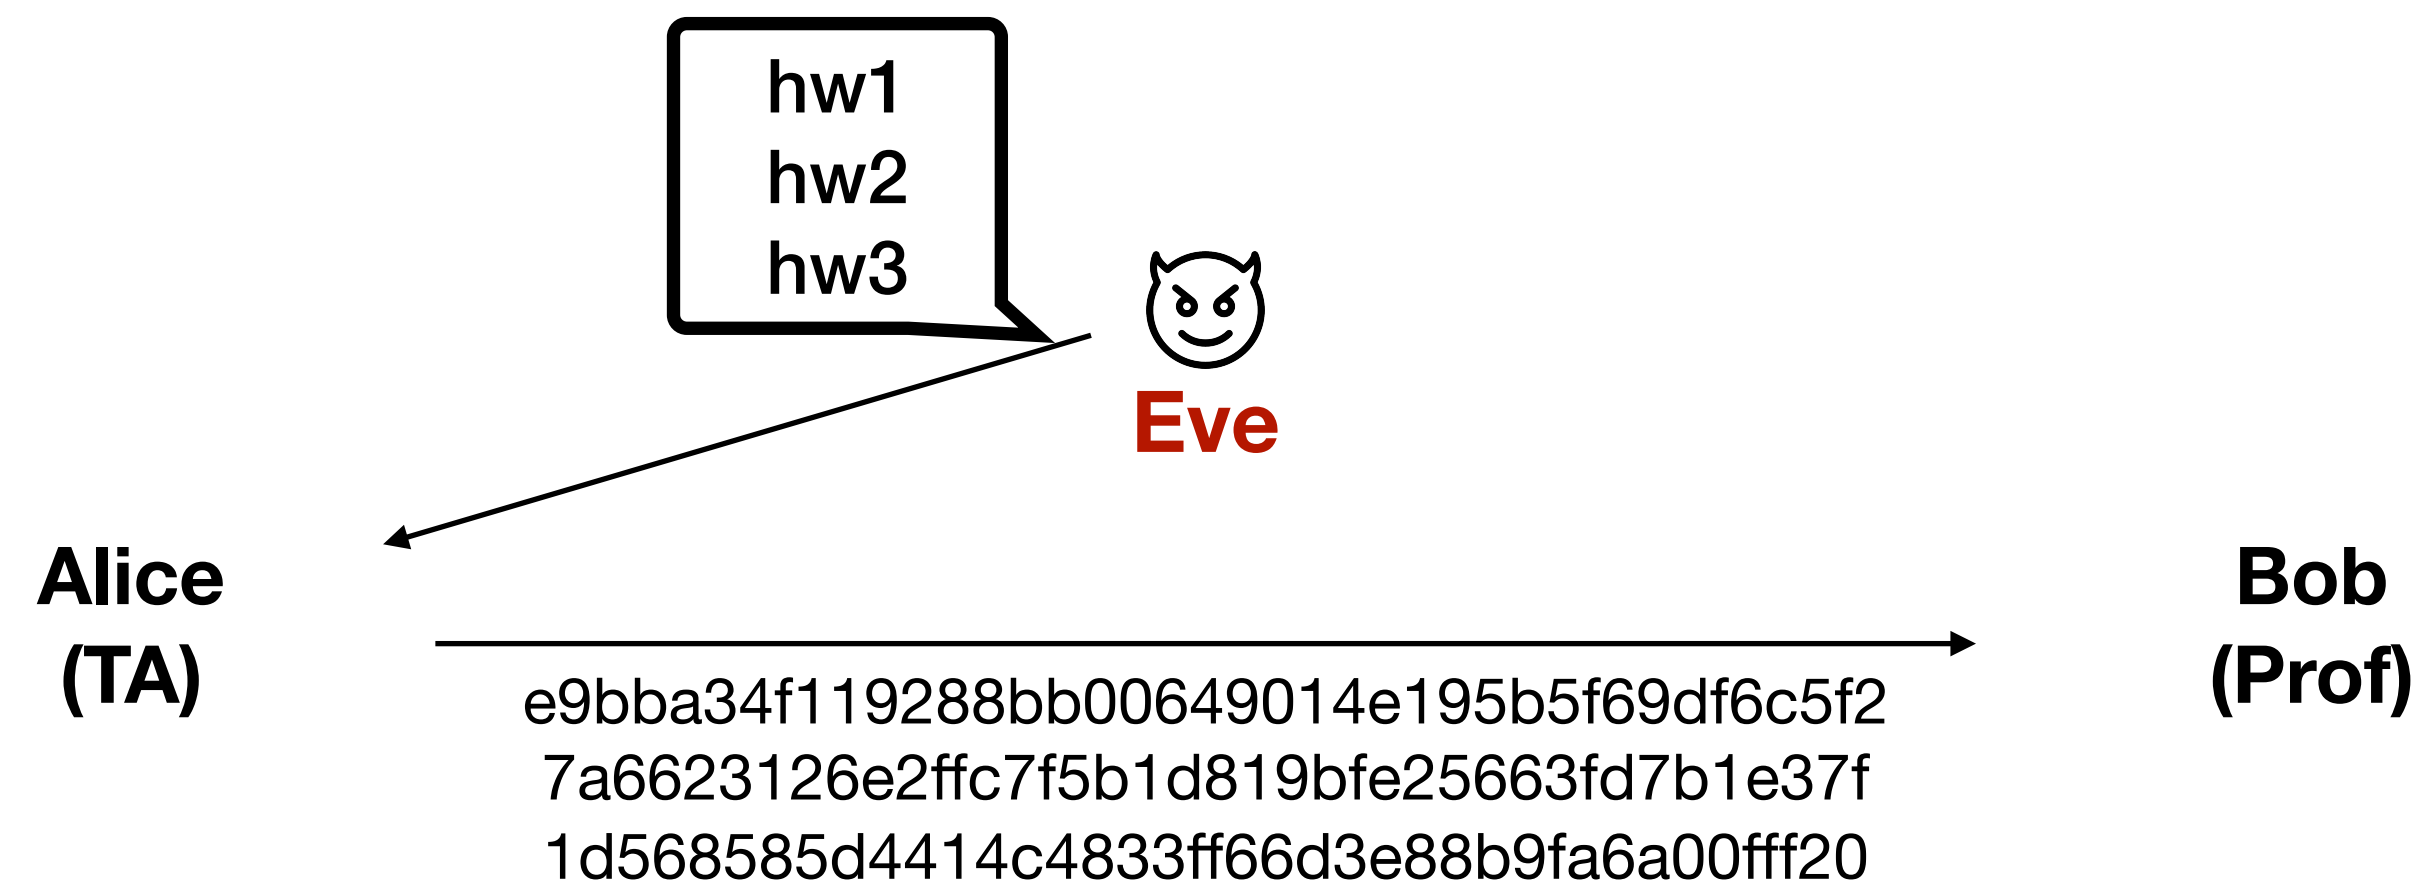 hw1
hw2
hw3
Eve
Alice
(TA)
Bob
(Prof)
e9bba34f119288bb00649014e195b5f69df6c5f2
7a6623126e2ffc7f5b1d819bfe25663fd7b1e37f
1d568585d4414c4833ff66d3e88b9fa6a00fff20